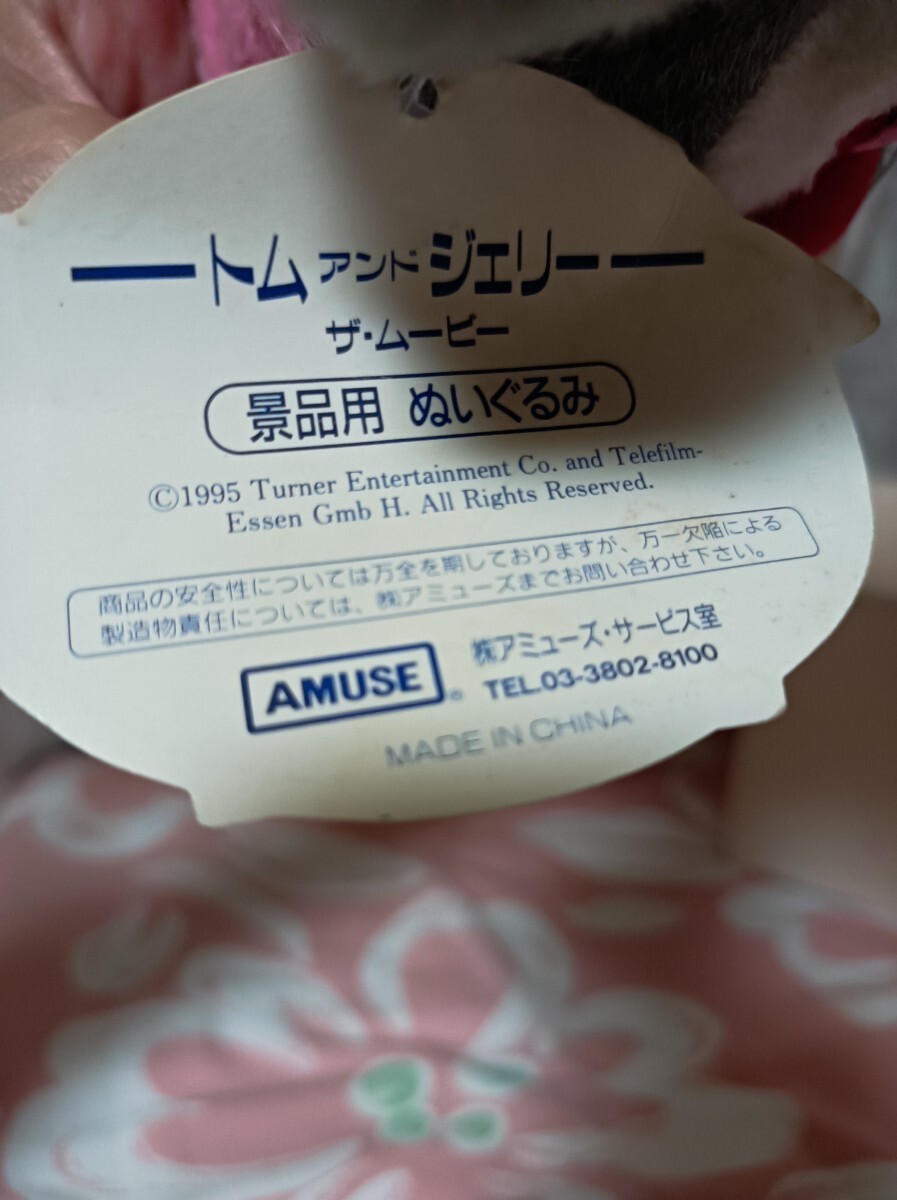 トム アンド ジェリー
ザ・ムービー
景品用 ぬいぐるみ
©1995 Turner Entertainment Co. and Telefilm-
Essen Gmb H. All Rights Reserved.
商品の安全性については万全を期しておりますが、万一欠陥による
製造物責任については、㈱アミューズまでお問い合わせ下さい。
AMUSE®
㈱アミューズ・サービス室
TEL.03-3802-8100
MADE IN CHINA